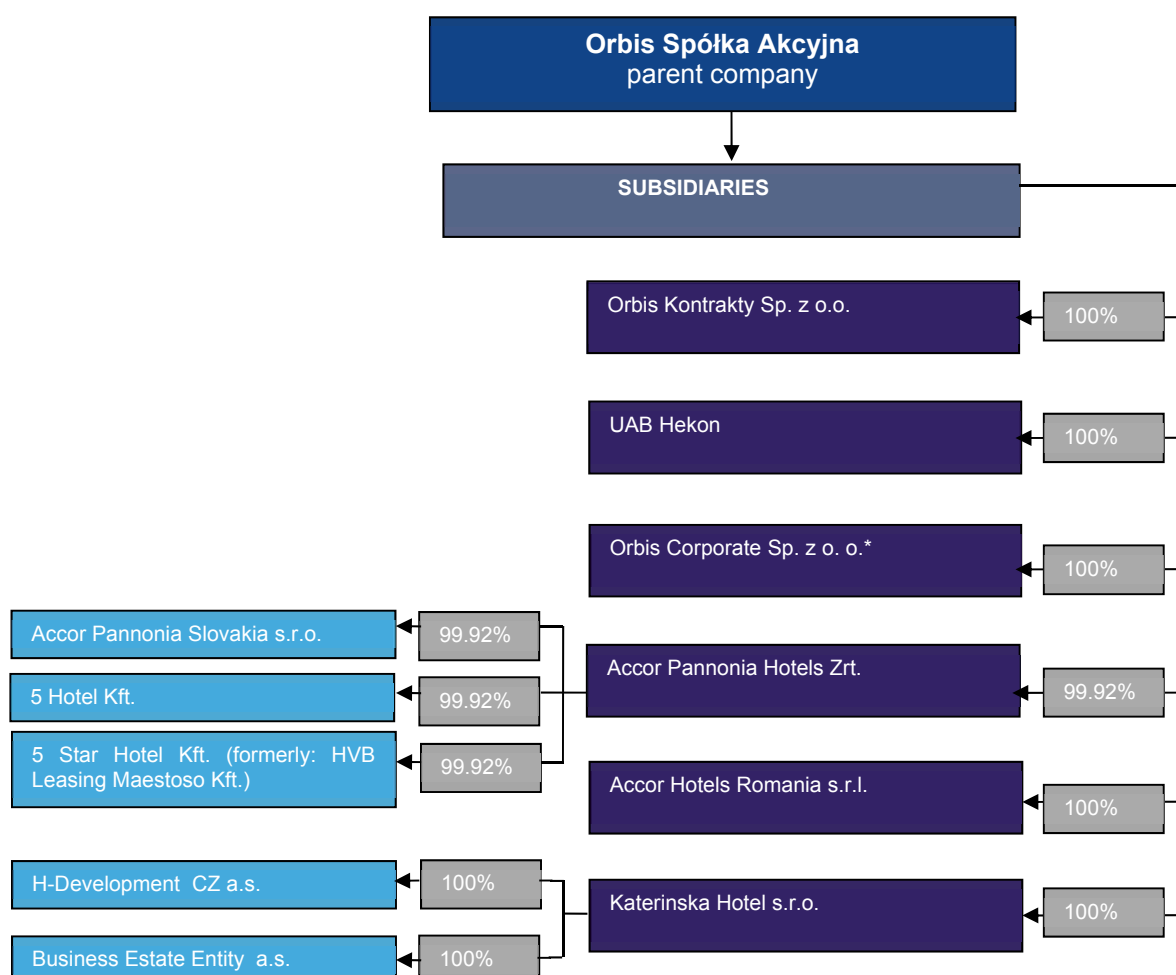 Orbis Spółka Akcyjna
parent company
SUBSIDIARIES
Orbis Kontrakty Sp. z o.o.
100%
UAB Hekon
100%
Orbis Corporate Sp. z o. o.*
100%
Accor Pannonia Slovakia s.r.o.
99.92%
Accor Pannonia Hotels Zrt.
99.92%
5 Hotel Kft.
99.92%
5 Star Hotel Kft. (formerly: HVB
Leasing Maestoso Kft.)
99.92%
Accor Hotels Romania s.r.l.
100%
H-Development CZ a.s.
100%
Katerinska Hotel s.r.o.
100%
Business Estate Entity a.s.
100%